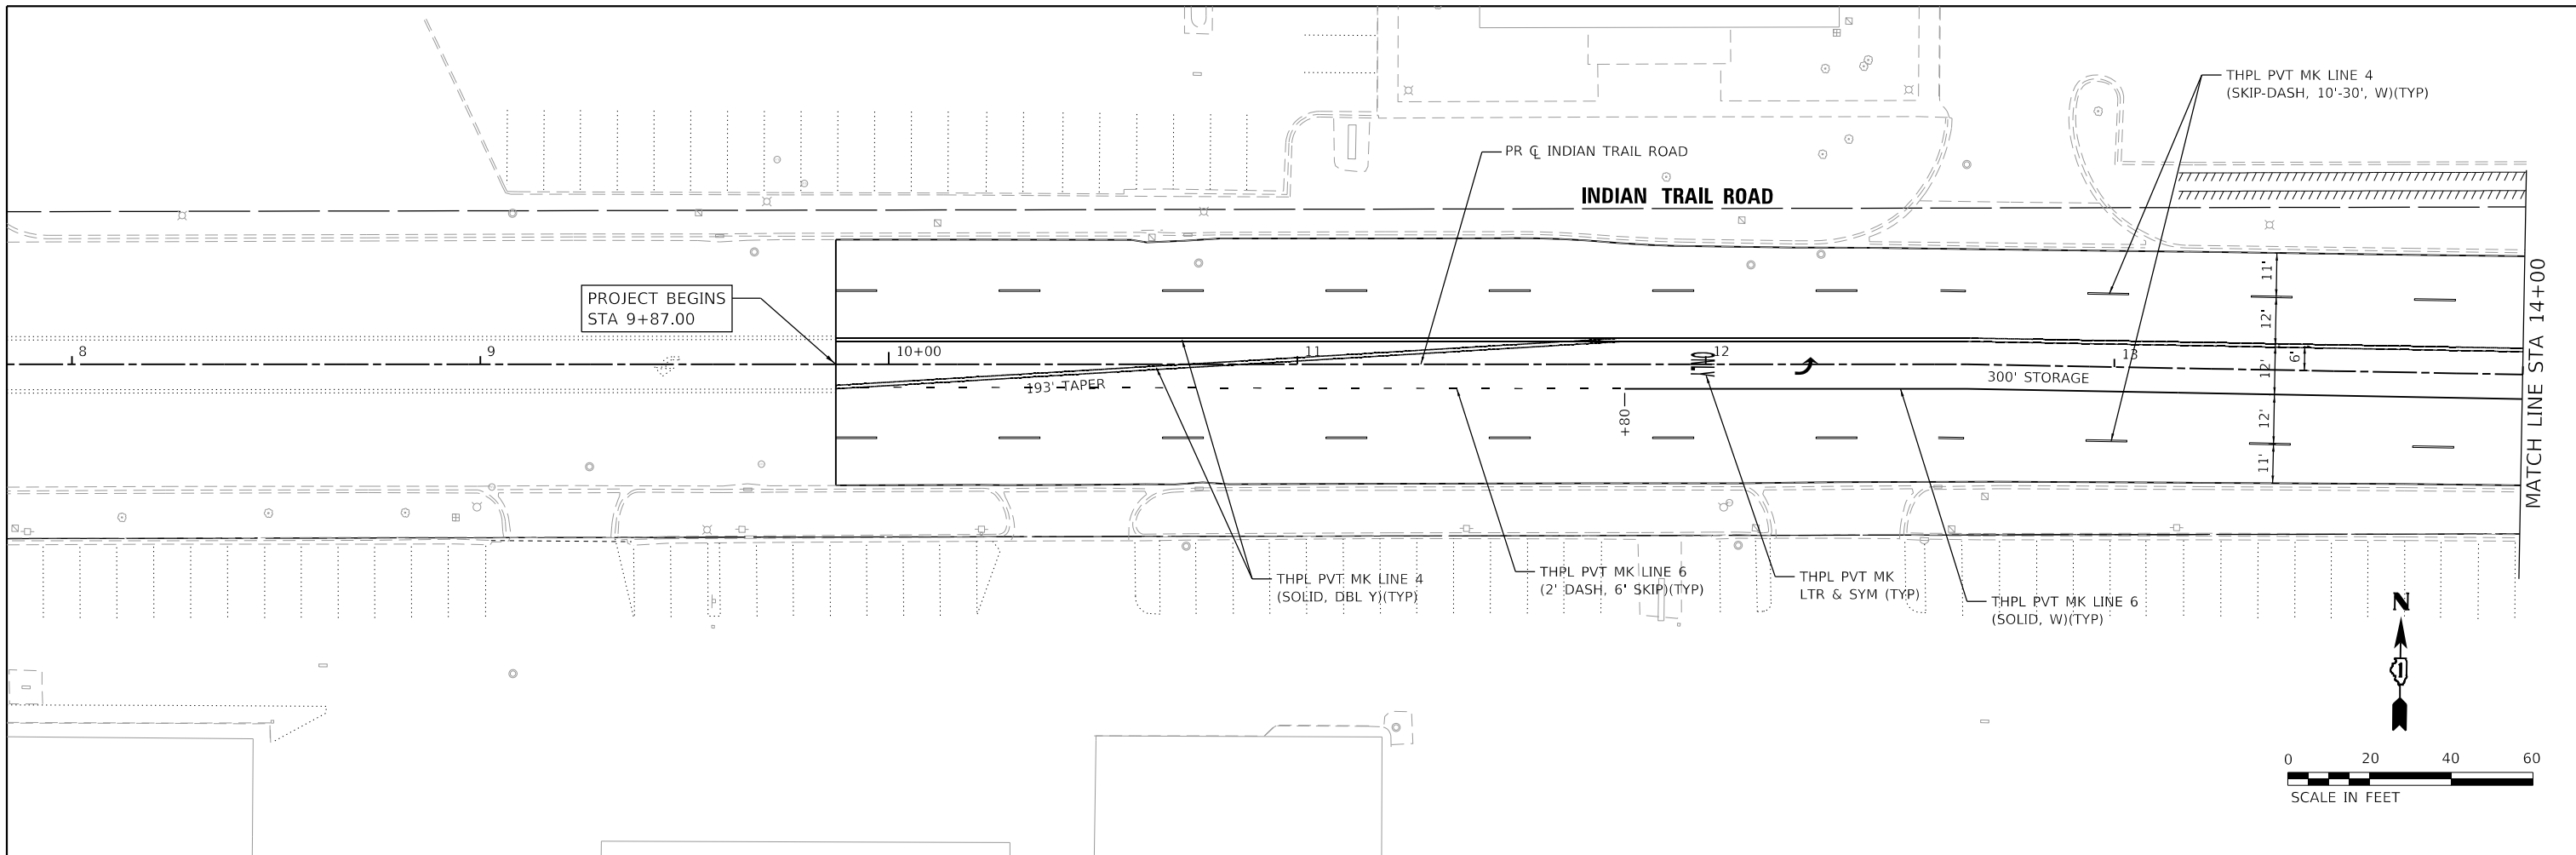 THPL PVT MK LINE 4
(SKIP-DASH, 10'-30', W)(TYP)
PR ℄ INDIAN TRAIL ROAD
INDIAN TRAIL ROAD
PROJECT BEGINS
STA 9+87.00
8
9
10+00
11
12
13
193' TAPER
300' STORAGE
+80
11'
12'
12'
6'
12'
11'
MATCH LINE STA 14+00
THPL PVT MK LINE 4
(SOLID, DBL Y)(TYP)
THPL PVT MK LINE 6
(2' DASH, 6' SKIP)(TYP)
THPL PVT MK
LTR & SYM (TYP)
THPL PVT MK LINE 6
(SOLID, W)(TYP)
N
1
0 20 40 60
SCALE IN FEET